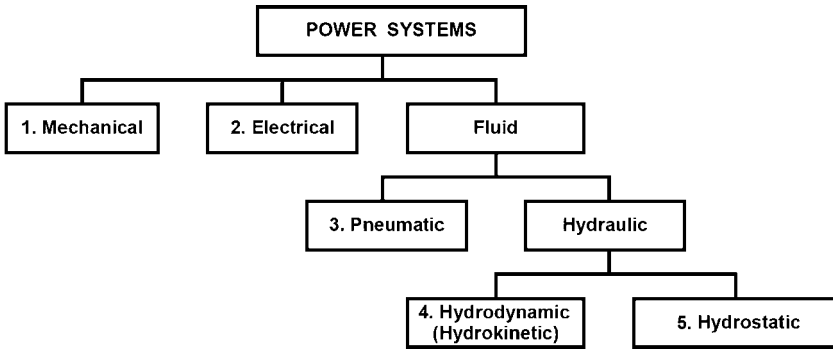 POWER SYSTEMS
1. Mechanical
2. Electrical
Fluid
3. Pneumatic
Hydraulic
4. Hydrodynamic
(Hydrokinetic)
5. Hydrostatic